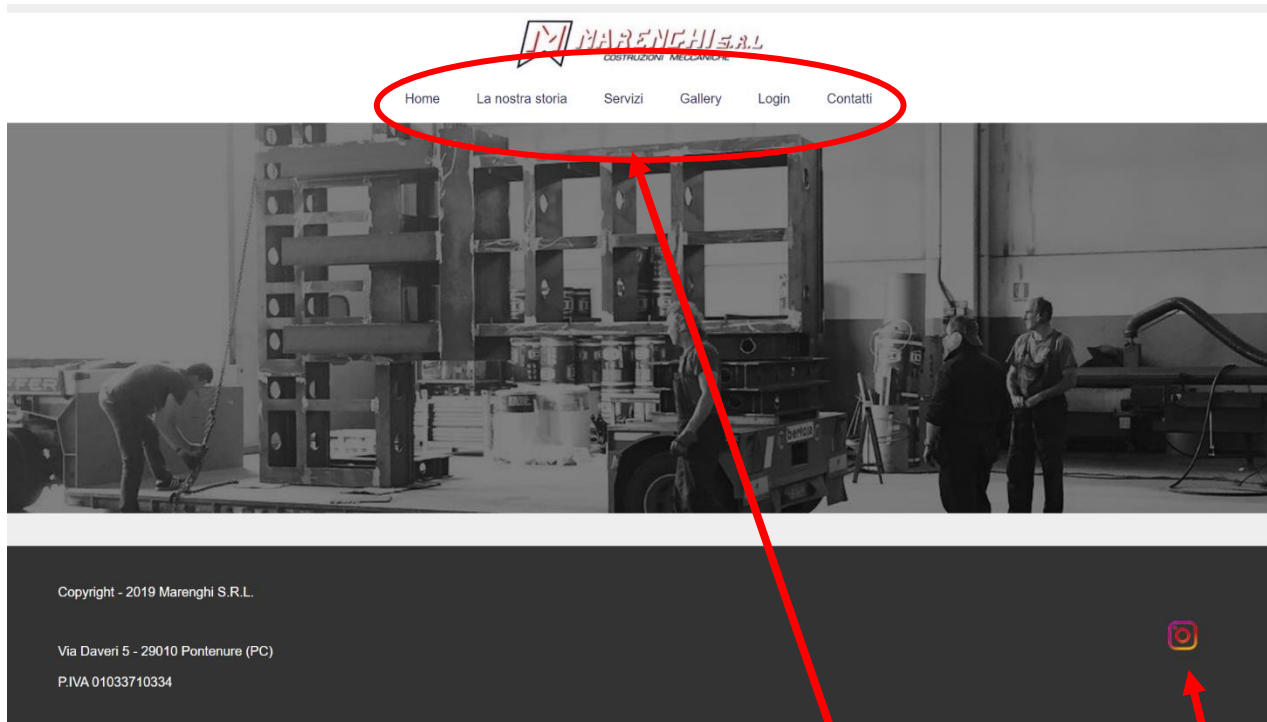 MARENGHI S.R.L
COSTRUZIONI MECCANICHE
Home La nostra storia Servizi Gallery Login Contatti
bertoja
Copyright - 2019 Marenghi S.R.L.
Via Daveri 5 - 29010 Pontenure (PC)
P.IVA 01033710334